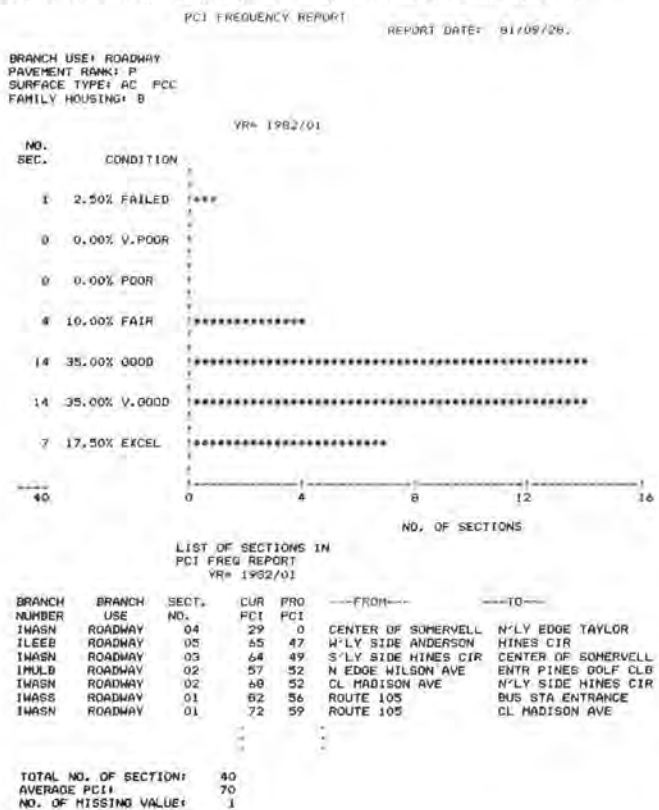 PCI FREQUENCY REPORT
REPORT DATE: 81/09/28.
BRANCH USE: ROADWAY
PAVEMENT RANK: P
SURFACE TYPE: AC PCC
FAMILY HOUSING: B
YR= 1982/01
NO.
SEC. CONDITION
1 2.50% FAILED ***
0 0.00% V.POOR
0 0.00% POOR
4 10.00% FAIR ***************
14 35.00% GOOD ***************************************************
14 35.00% V.GOOD ***************************************************
7 17.50% EXCEL *************************
----
40 0 4 8 12 16
NO. OF SECTIONS
LIST OF SECTIONS IN
PCI FREQ REPORT
YR= 1982/01
BRANCH BRANCH SECT. CUR PRO ---FROM--- ---TO---
NUMBER USE NO. PCI PCI
IWASN ROADWAY 04 29 0 CENTER OF SOMERVELL N'LY EDGE TAYLOR
ILEEB ROADWAY 05 65 47 W'LY SIDE ANDERSON HINES CIR
IWASN ROADWAY 03 64 49 S'LY SIDE HINES CIR CENTER OF SOMERVELL
IMULB ROADWAY 02 57 52 N EDGE WILSON AVE ENTR PINES GOLF CLB
IWASN ROADWAY 02 68 52 CL MADISON AVE N'LY SIDE HINES CIR
IWASS ROADWAY 01 82 56 ROUTE 105 BUS STA ENTRANCE
IWASN ROADWAY 01 72 59 ROUTE 105 CL MADISON AVE
TOTAL NO. OF SECTION: 40
AVERAGE PCI: 70
NO. OF MISSING VALUE: 1